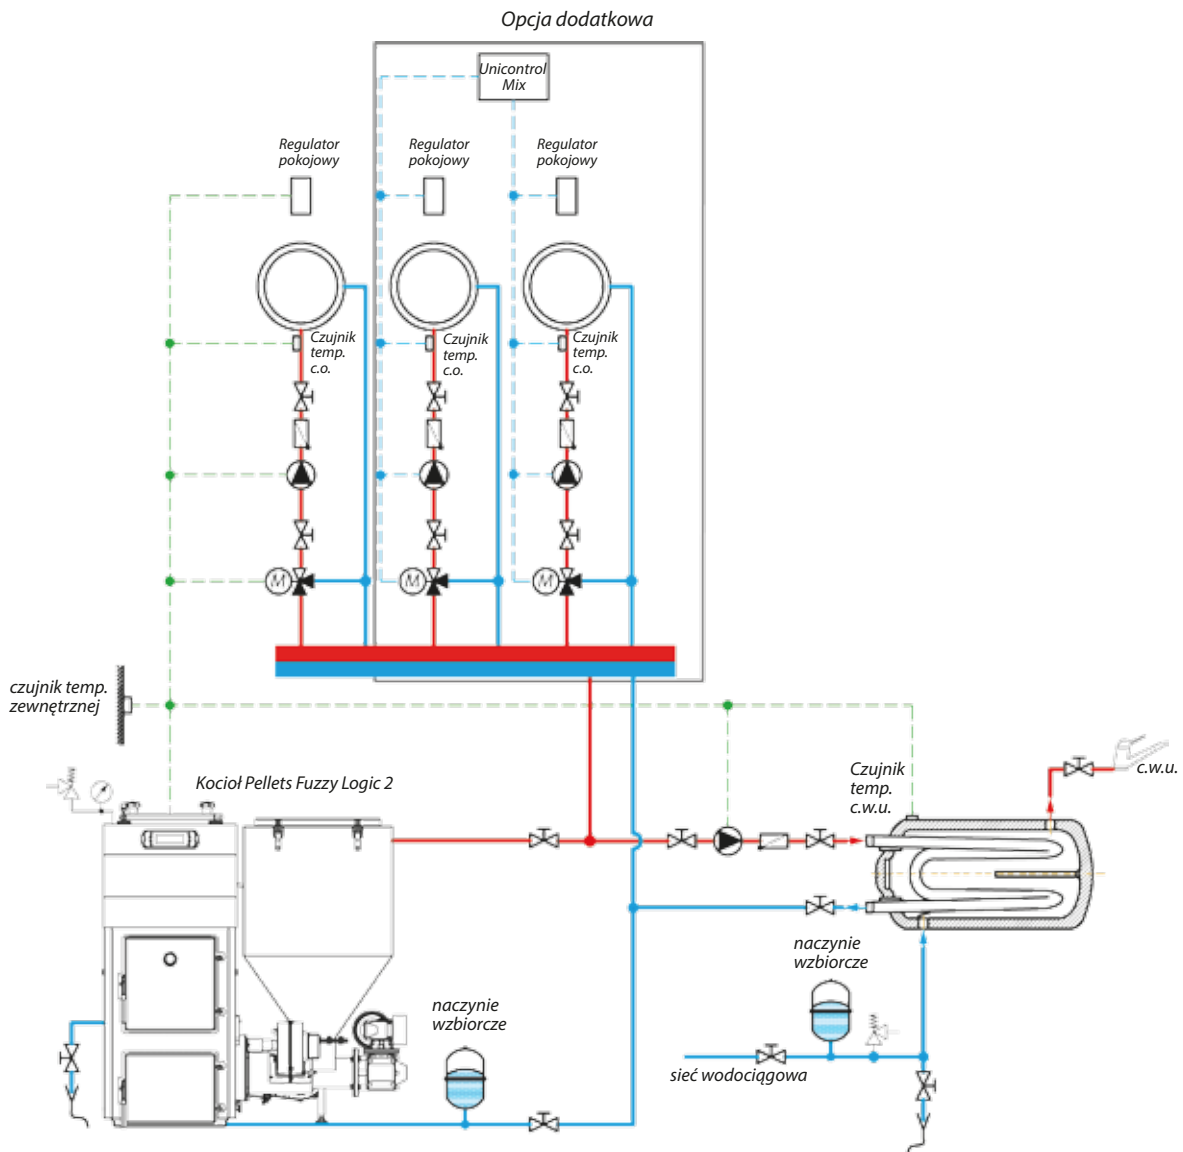 Opcja dodatkowa
Unicontrol
Mix
Regulator
pokojowy
Regulator
pokojowy
Regulator
pokojowy
Czujnik
temp.
c.o.
Czujnik
temp.
c.o.
Czujnik
temp.
c.o.
M
M
M
czujnik temp.
zewnętrznej
Kocioł Pellets Fuzzy Logic 2
Czujnik
temp.
c.w.u.
c.w.u.
naczynie
wzbiorcze
naczynie
wzbiorcze
sieć wodociągowa